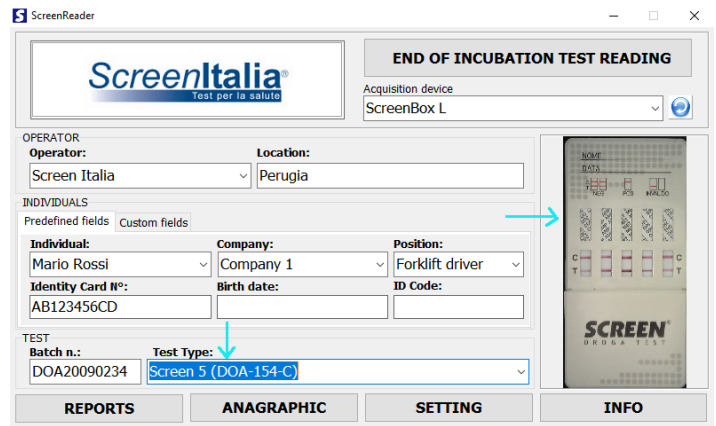 ScreenReader
ScreenItalia®
Test per la salute
END OF INCUBATION TEST READING
Acquisition device
ScreenBox L
OPERATOR
Operator: Location:
Screen Italia Perugia
INDIVIDUALS
Predefined fields Custom fields
Individual: Company: Position:
Mario Rossi Company 1 Forklift driver
Identity Card N°: Birth date: ID Code:
AB123456CD
TEST
Batch n.: Test Type:
DOA20090234 Screen 5 (DOA-154-C)
NOME
DATA
C
T
NEG POS INVALIDO
C C
T T
SCREEN®
DROGA TEST
REPORTS ANAGRAPHIC SETTING INFO